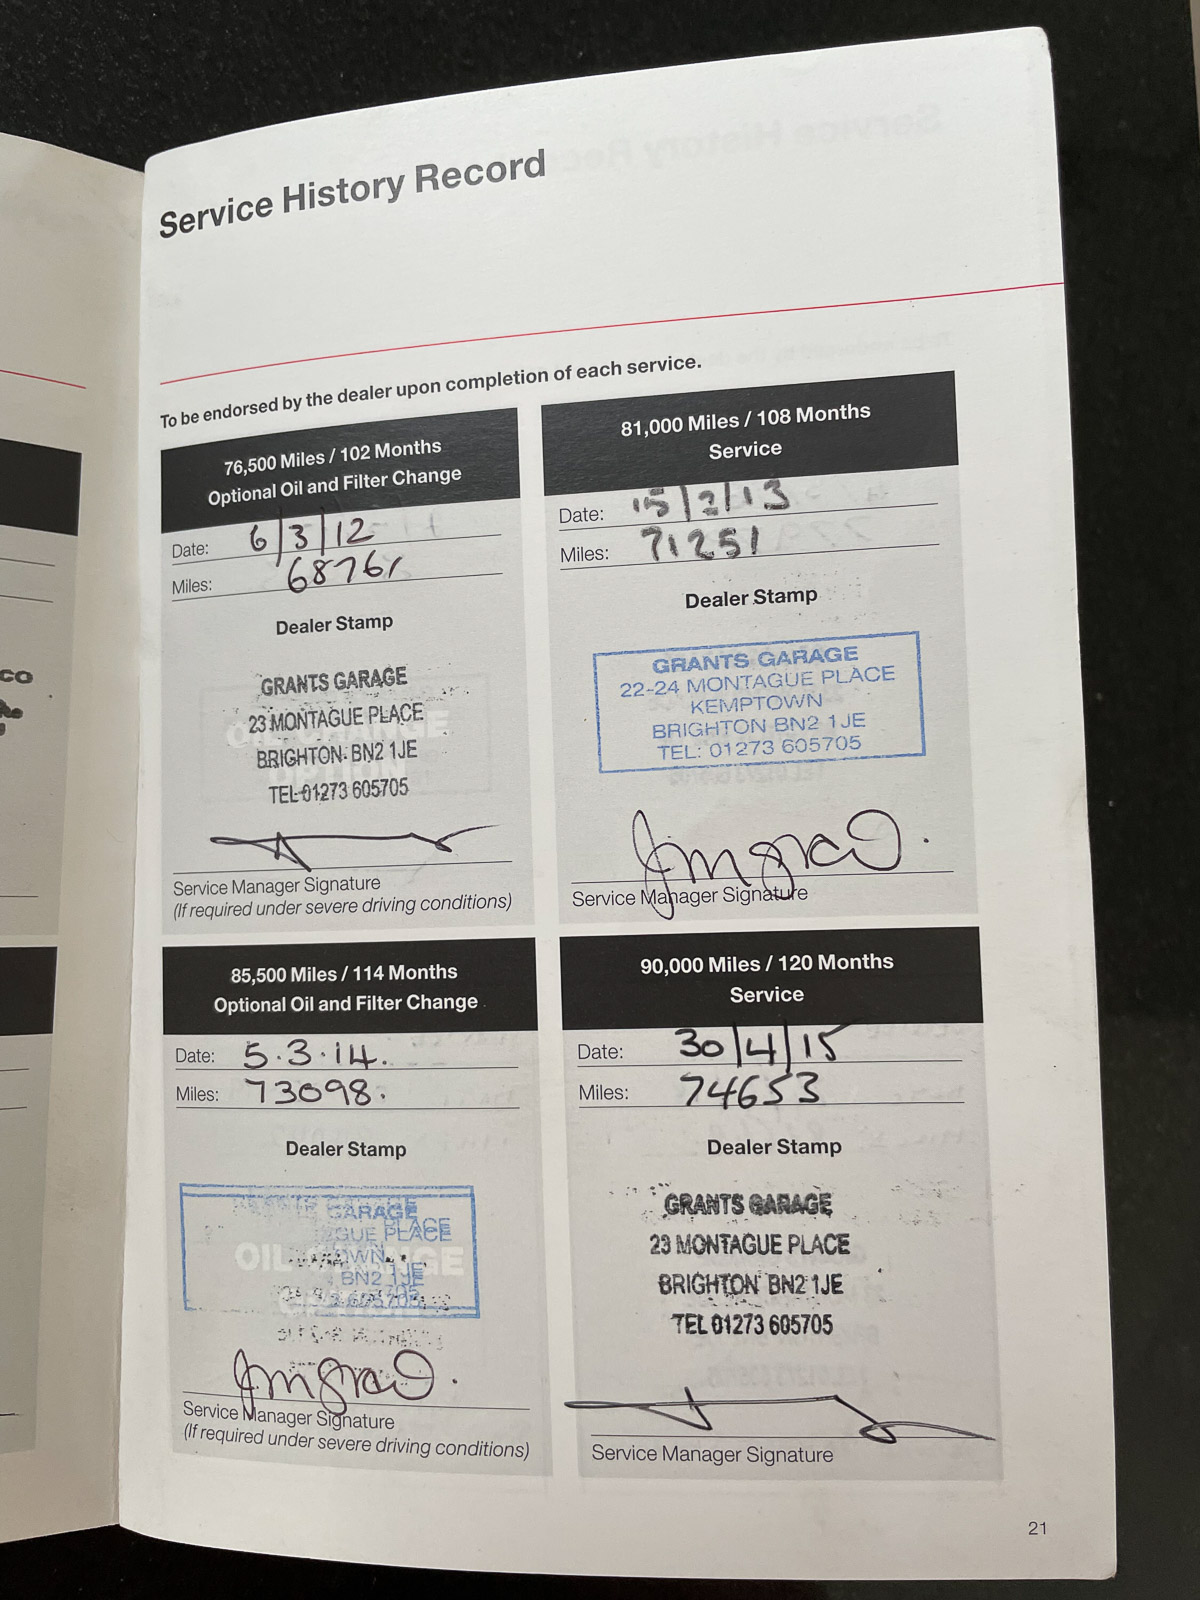 Service History Record
To be endorsed by the dealer upon completion of each service.
76,500 Miles / 102 Months
Optional Oil and Filter Change
Date: 6/3/12
Miles: 68761
Dealer Stamp
GRANTS GARAGE
23 MONTAGUE PLACE
BRIGHTON BN2 1JE
TEL 01273 605705
Service Manager Signature
(If required under severe driving conditions)
81,000 Miles / 108 Months
Service
Date: 15/2/13
Miles: 71251
Dealer Stamp
GRANTS GARAGE
22-24 MONTAGUE PLACE
KEMPTOWN
BRIGHTON BN2 1JE
TEL: 01273 605705
Service Manager Signature
85,500 Miles / 114 Months
Optional Oil and Filter Change
Date: 5.3.14.
Miles: 73098.
Dealer Stamp
GARAGE
PLACE
BN2 1JE
OIL CHANGE
Service Manager Signature
(If required under severe driving conditions)
90,000 Miles / 120 Months
Service
Date: 30/4/15
Miles: 74653
Dealer Stamp
GRANTS GARAGE
23 MONTAGUE PLACE
BRIGHTON BN2 1JE
TEL 01273 605705
Service Manager Signature
21